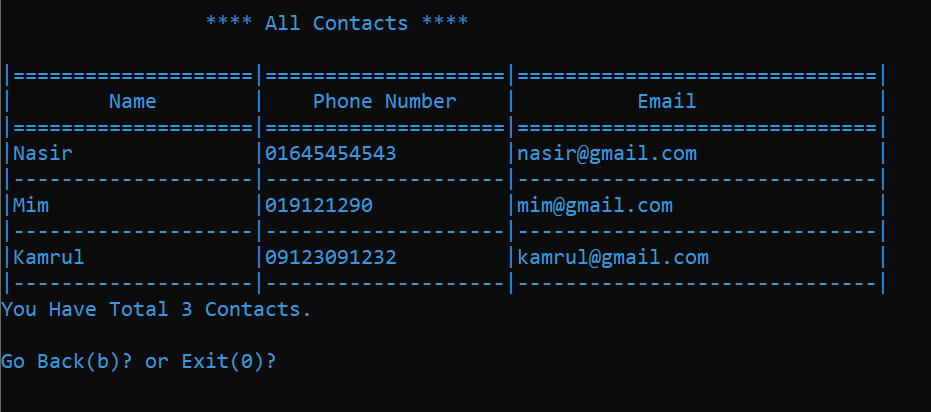 **** All Contacts ****
|====================|====================|==============================|
|        Name        |    Phone Number    |          Email               |
|====================|====================|==============================|
|Nasir               |01645454543         |nasir@gmail.com               |
|--------------------|--------------------|------------------------------|
|Mim                 |019121290           |mim@gmail.com                 |
|--------------------|--------------------|------------------------------|
|Kamrul              |09123091232         |kamrul@gmail.com              |
|--------------------|--------------------|------------------------------|
You Have Total 3 Contacts.
Go Back(b)? or Exit(0)?